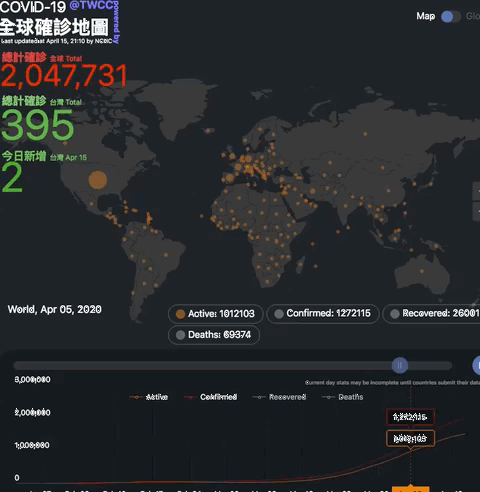 COVID-19 @TWCC
powered by
Map Glo
全球確診地圖
Last updated at April 15, 21:10 by NCHC
總計確診 全球 Total
2,047,731
總計確診 台灣 Total
395
今日新增 台灣 Apr 15
2
World, Apr 05, 2020
Active: 1012103
Confirmed: 1272115
Recovered: 26001
Deaths: 69374
Current day stats may be incomplete until countries submit their data
3,000,000
Active
Confirmed
Recovered
Deaths
2,000,000
1,000,000
0